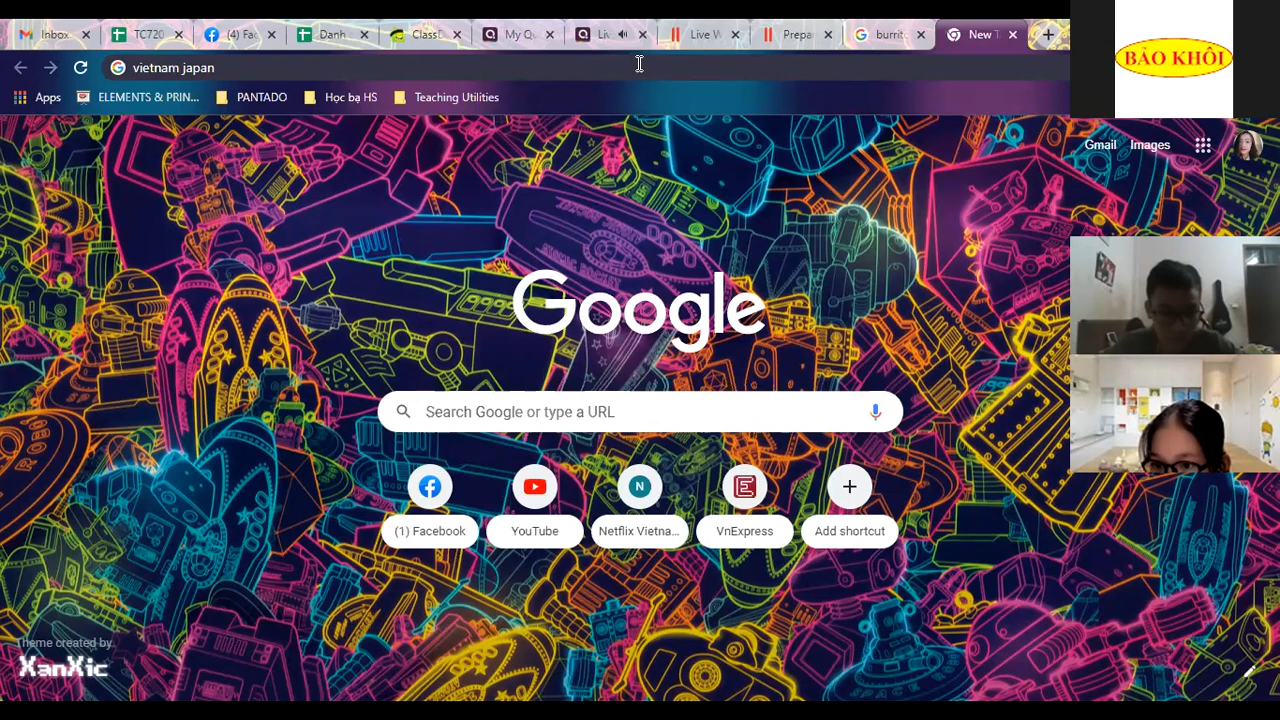 Inbox
TC720
(4) Fac
Danh
ClassD
My Q
Liv
Live W
Prepar
burrit
New T
vietnam japan
Apps
ELEMENTS & PRIN...
PANTADO
Học bạ HS
Teaching Utilities
BẢO KHÔI
Gmail
Images
Google
Search Google or type a URL
N
(1) Facebook
YouTube
Netflix Vietna...
VnExpress
Add shortcut
Theme created by
XanXic